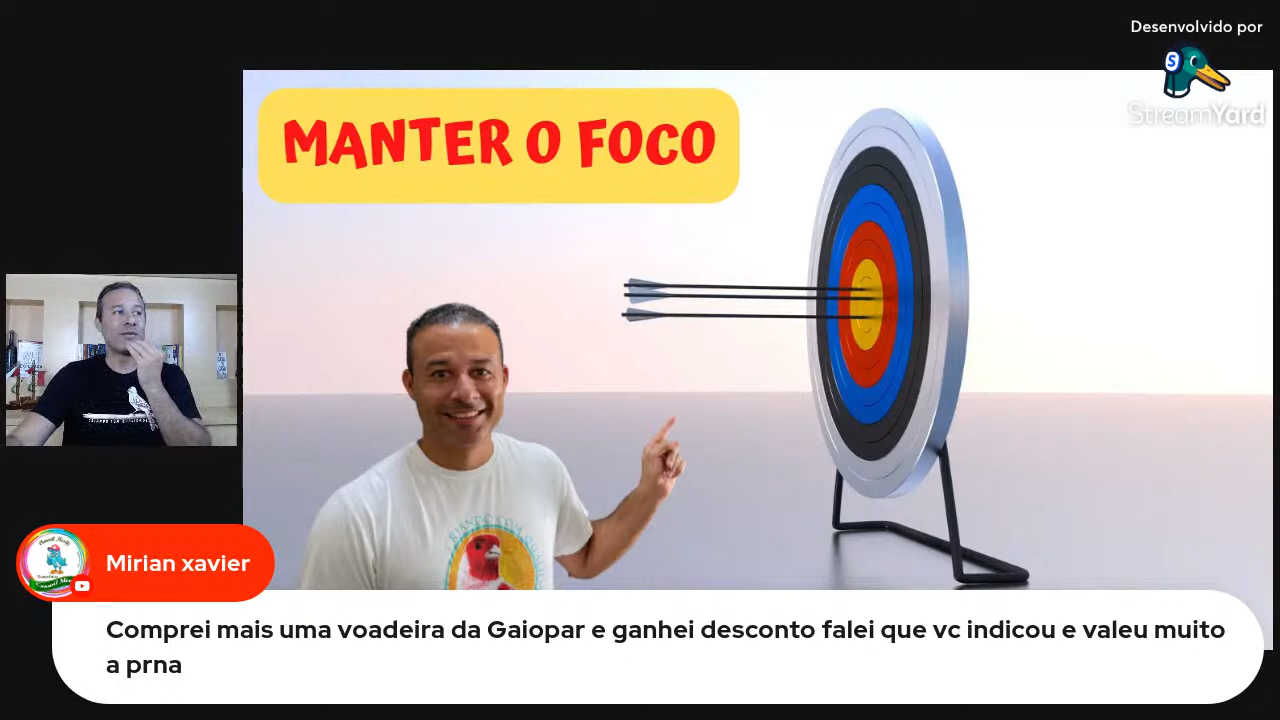 Desenvolvido por
StreamYard
MANTER O FOCO
Mirian xavier
Comprei mais uma voadeira da Gaiopar e ganhei desconto falei que vc indicou e valeu muito
a prna